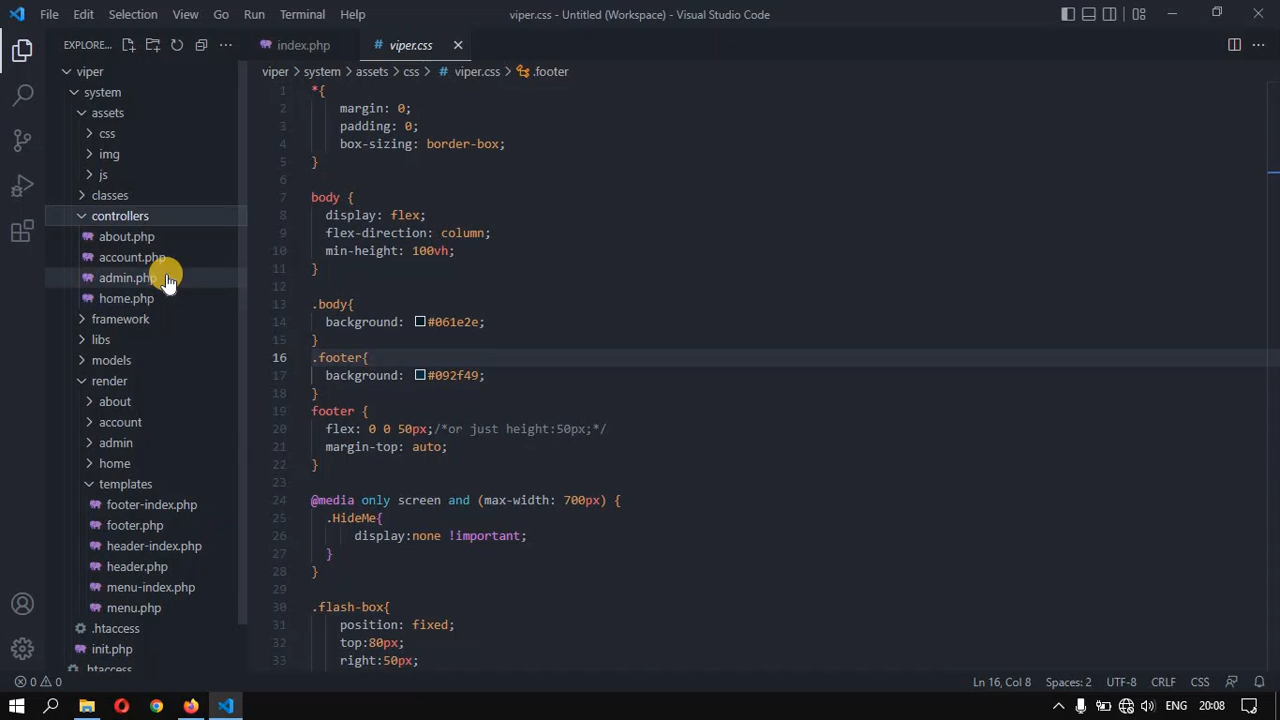 File Edit Selection View Go Run Terminal Help
viper.css - Untitled (Workspace) - Visual Studio Code
EXPLORE...
index.php
# viper.css
viper > system > assets > css > # viper.css > .footer
viper
system
assets
css
img
js
classes
controllers
about.php
account.php
admin.php
home.php
framework
libs
models
render
about
account
admin
home
templates
footer-index.php
footer.php
header-index.php
header.php
menu-index.php
menu.php
.htaccess
init.php
.htaccess
1 *{
2 margin: 0;
3 padding: 0;
4 box-sizing: border-box;
5 }
6
7 body {
8 display: flex;
9 flex-direction: column;
10 min-height: 100vh;
11 }
12
13 .body{
14 background: #061e2e;
15 }
16 .footer{
17 background: #092f49;
18 }
19 footer {
20 flex: 0 0 50px;/*or just height:50px;*/
21 margin-top: auto;
22 }
23
24 @media only screen and (max-width: 700px) {
25 .HideMe{
26 display:none !important;
27 }
28 }
29
30 .flash-box{
31 position: fixed;
32 top:80px;
33 right:50px;
0 0
Ln 16, Col 8 Spaces: 2 UTF-8 CRLF CSS
ENG 20:08